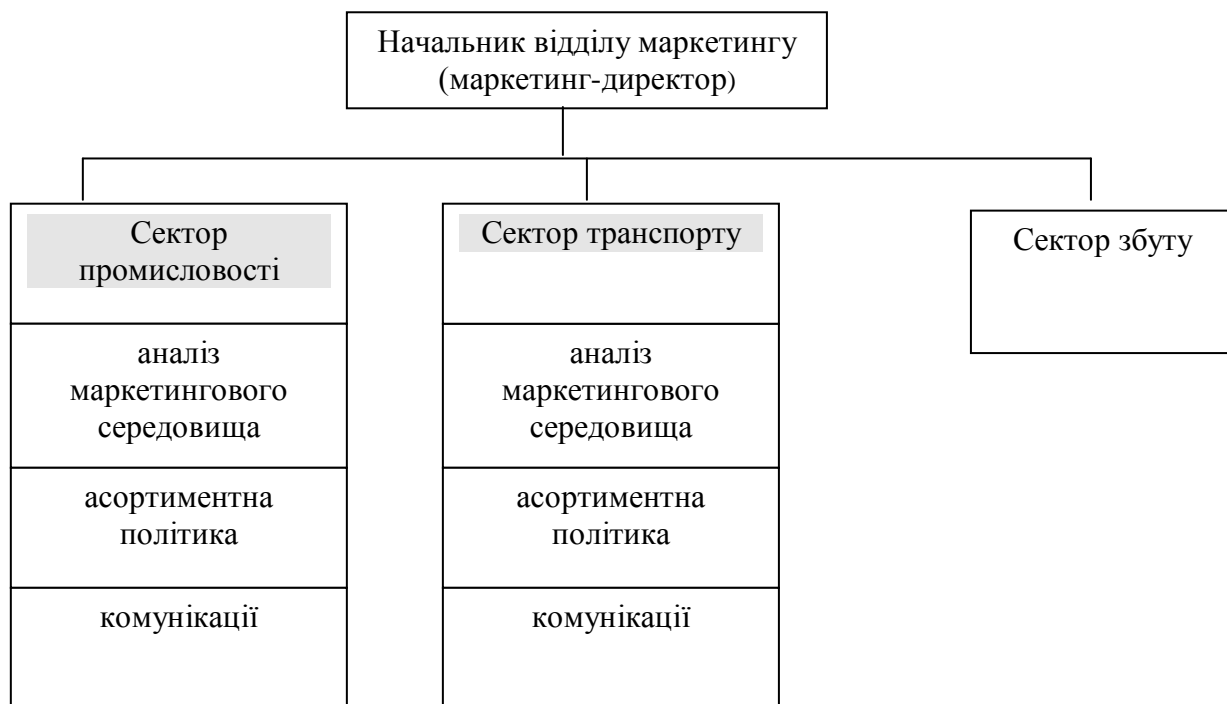 Начальник відділу маркетингу
(маркетинг-директор)
Сектор
промисловості
аналіз
маркетингового
середовища
асортиментна
політика
комунікації
Сектор транспорту
аналіз
маркетингового
середовища
асортиментна
політика
комунікації
Сектор збуту